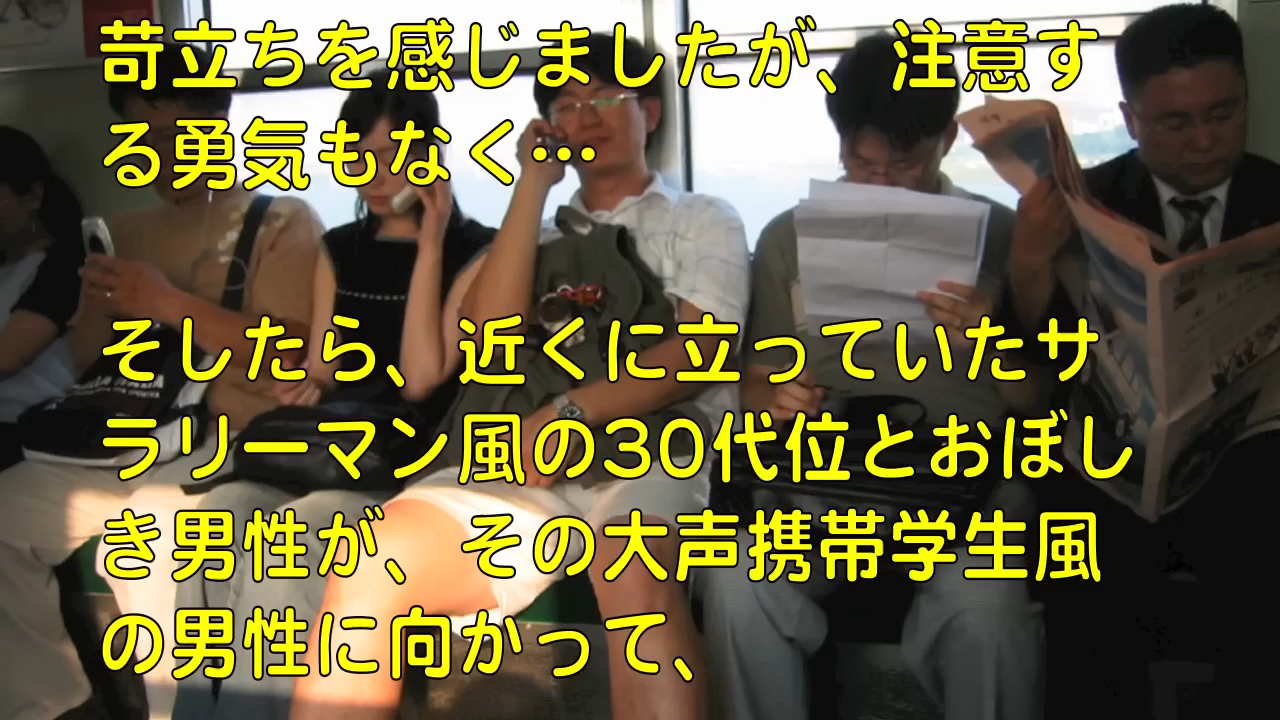 苛立ちを感じましたが、注意す
る勇気もなく…
そしたら、近くに立っていたサ
ラリーマン風の30代位とおぼし
き男性が、その大声携帯学生風
の男性に向かって、